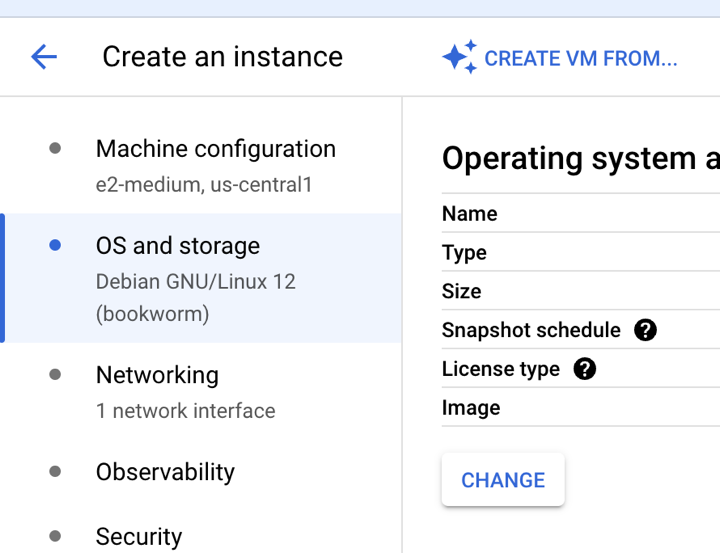 Create an instance
CREATE VM FROM...
Machine configuration
e2-medium, us-central1
OS and storage
Debian GNU/Linux 12
(bookworm)
Networking
1 network interface
Observability
Security
Operating system a
Name
Type
Size
Snapshot schedule ?
License type ?
Image
CHANGE